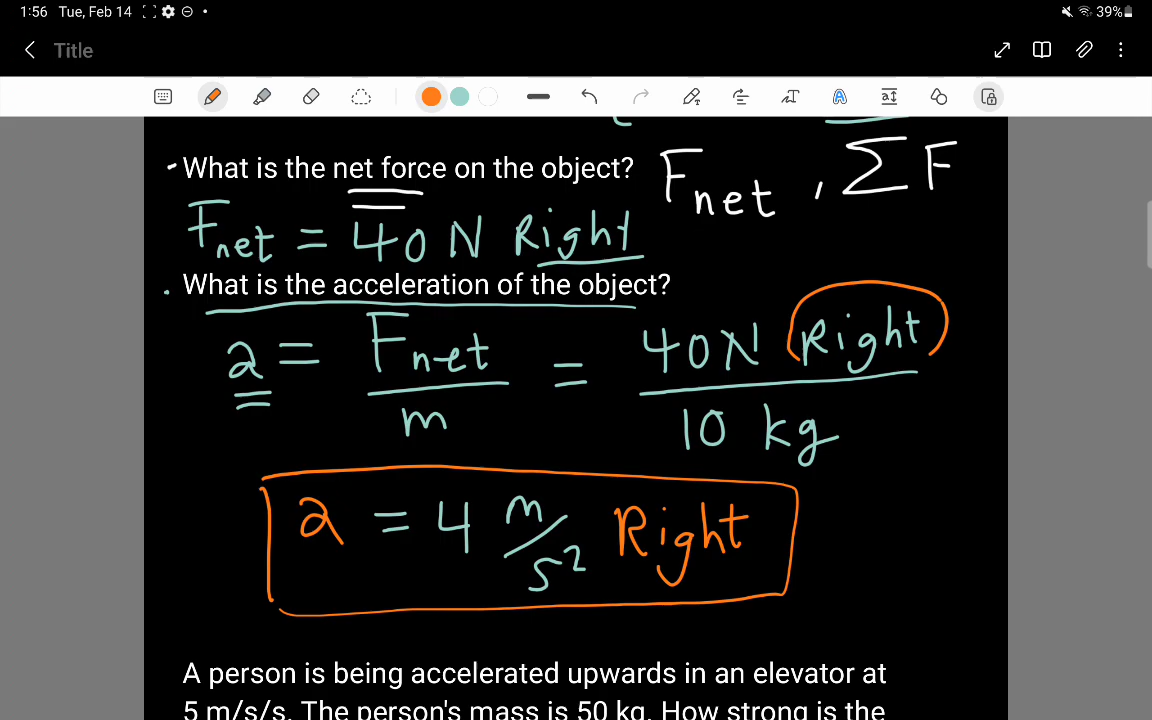 1:56 Tue, Feb 14 39%
Title
What is the net force on the object? Fnet , ΣF
Fnet = 40 N Right
What is the acceleration of the object?
a = Fnet/m = 40N Right/10 kg
a = 4 m/s² Right
A person is being accelerated upwards in an elevator at
5 m/s/s. The person's mass is 50 kg. How strong is the